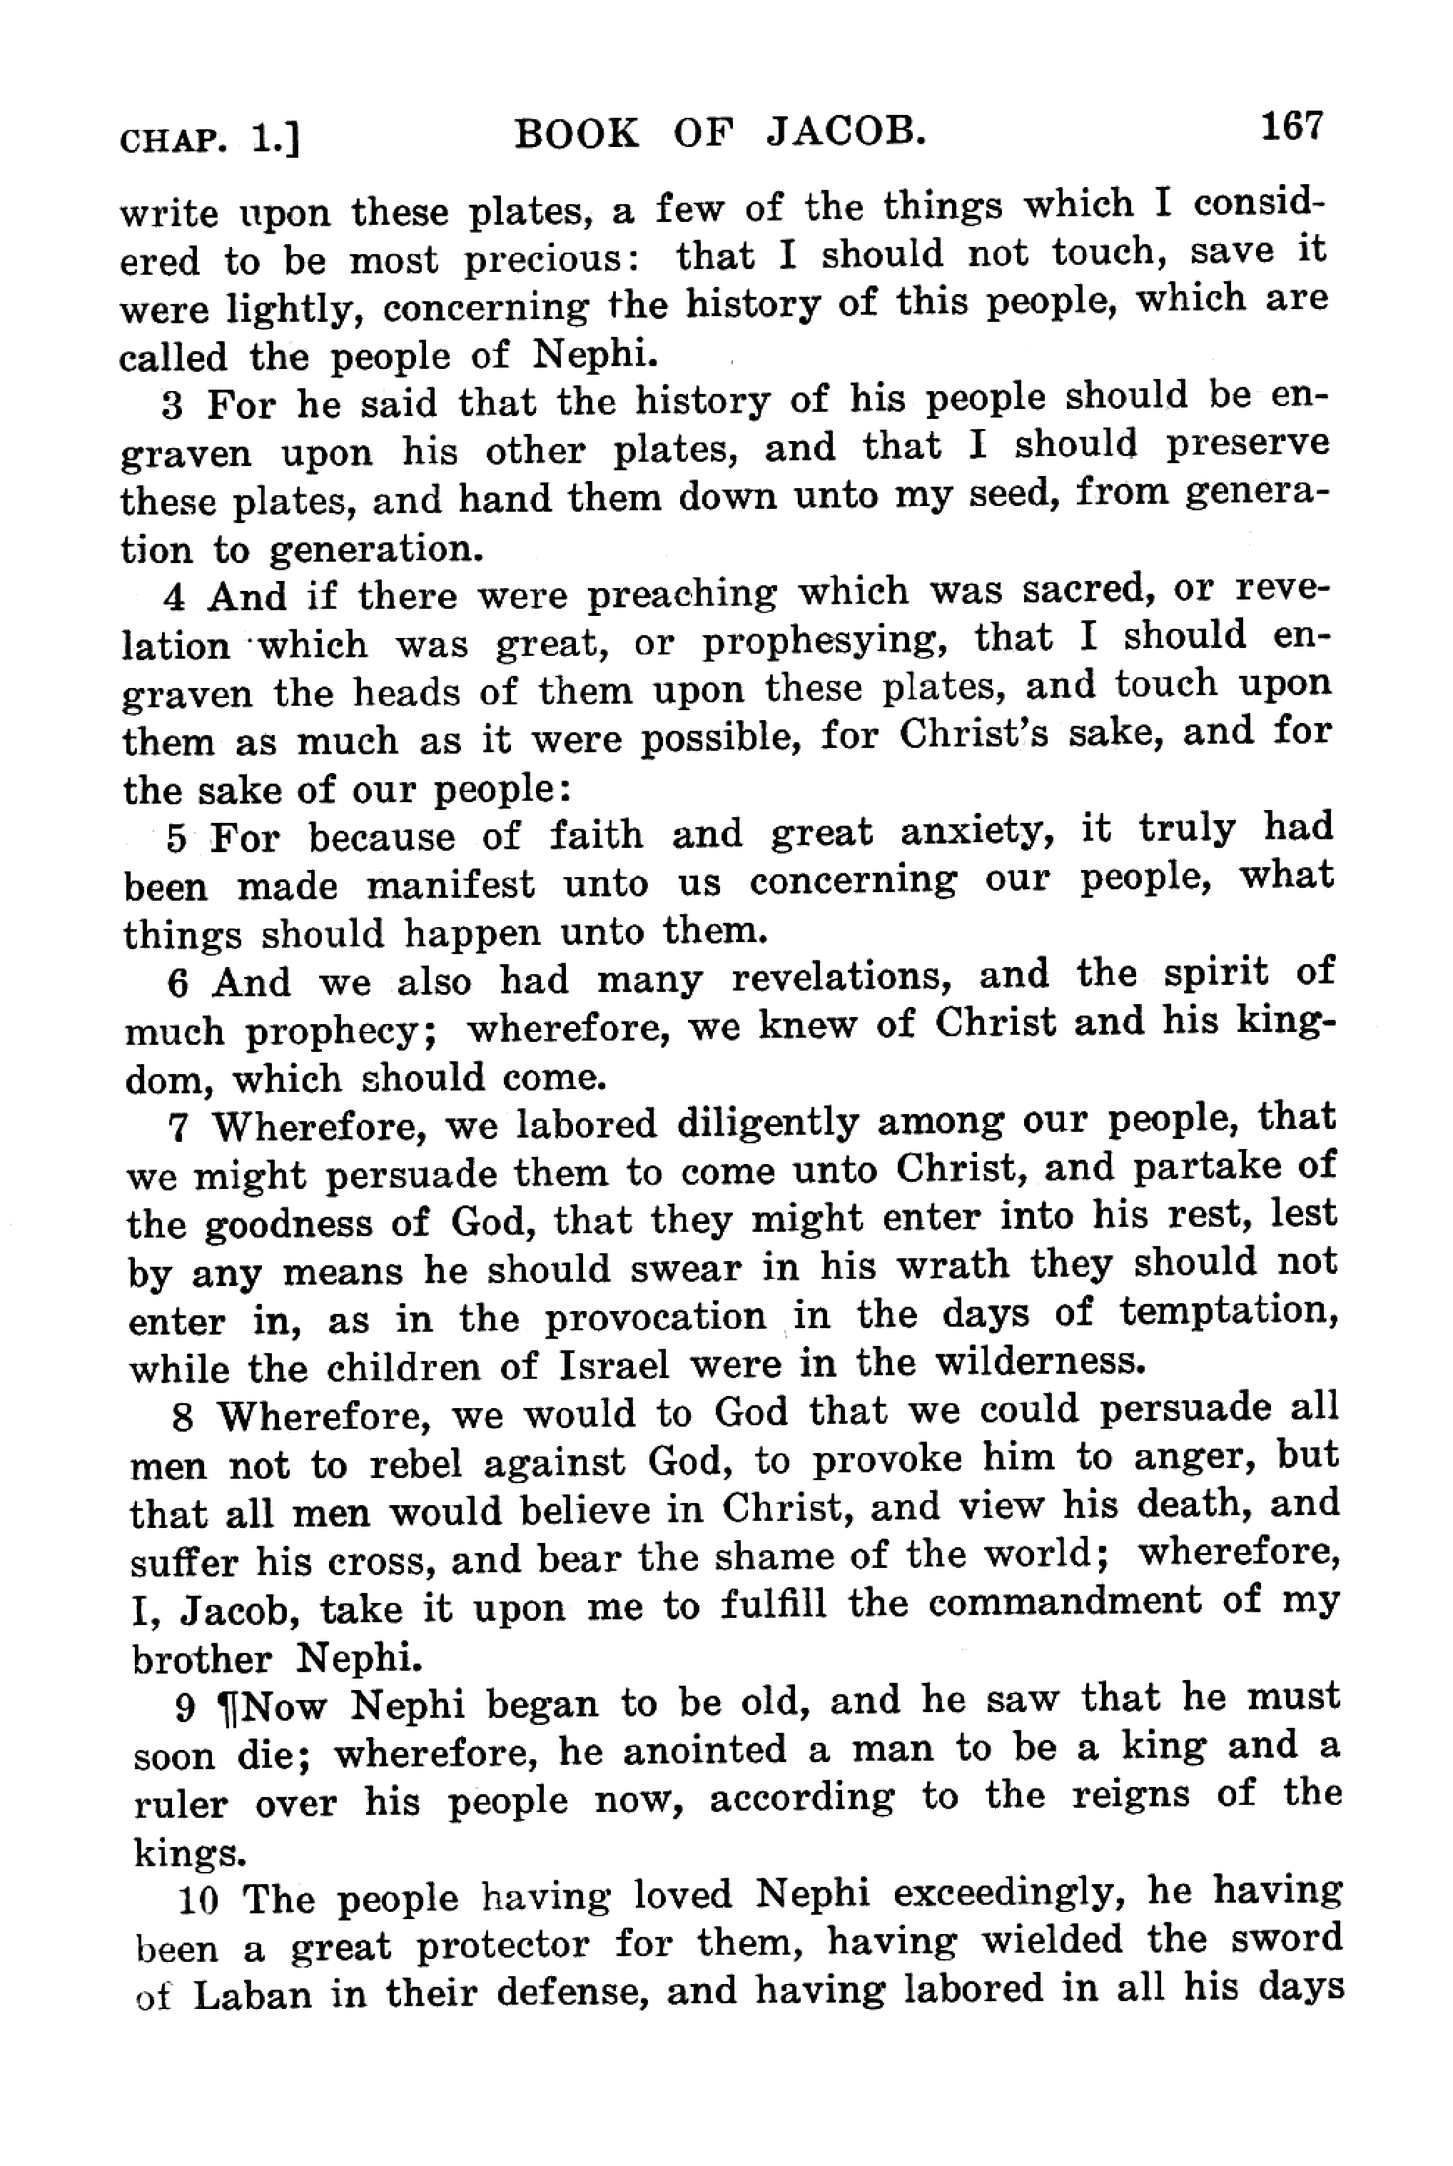 CHAP. 1.] BOOK OF JACOB. 167
write upon these plates, a few of the things which I consid-
ered to be most precious: that I should not touch, save it
were lightly, concerning the history of this people, which are
called the people of Nephi.
3 For he said that the history of his people should be en-
graven upon his other plates, and that I should preserve
these plates, and hand them down unto my seed, from genera-
tion to generation.
4 And if there were preaching which was sacred, or reve-
lation which was great, or prophesying, that I should en-
graven the heads of them upon these plates, and touch upon
them as much as it were possible, for Christ's sake, and for
the sake of our people:
5 For because of faith and great anxiety, it truly had
been made manifest unto us concerning our people, what
things should happen unto them.
6 And we also had many revelations, and the spirit of
much prophecy; wherefore, we knew of Christ and his king-
dom, which should come.
7 Wherefore, we labored diligently among our people, that
we might persuade them to come unto Christ, and partake of
the goodness of God, that they might enter into his rest, lest
by any means he should swear in his wrath they should not
enter in, as in the provocation in the days of temptation,
while the children of Israel were in the wilderness.
8 Wherefore, we would to God that we could persuade all
men not to rebel against God, to provoke him to anger, but
that all men would believe in Christ, and view his death, and
suffer his cross, and bear the shame of the world; wherefore,
I, Jacob, take it upon me to fulfill the commandment of my
brother Nephi.
9 ¶Now Nephi began to be old, and he saw that he must
soon die; wherefore, he anointed a man to be a king and a
ruler over his people now, according to the reigns of the
kings.
10 The people having loved Nephi exceedingly, he having
been a great protector for them, having wielded the sword
of Laban in their defense, and having labored in all his days